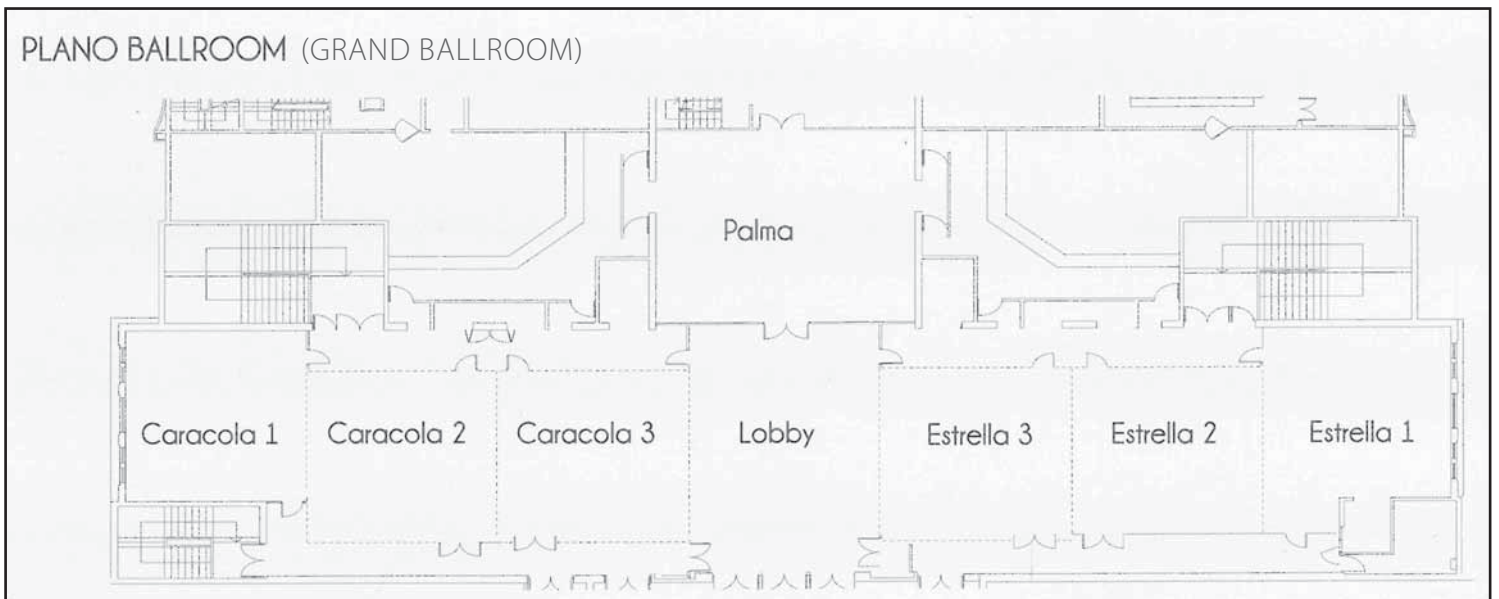 PLANO BALLROOM (GRAND BALLROOM)
Palma
Caracola 1
Caracola 2
Caracola 3
Lobby
Estrella 3
Estrella 2
Estrella 1